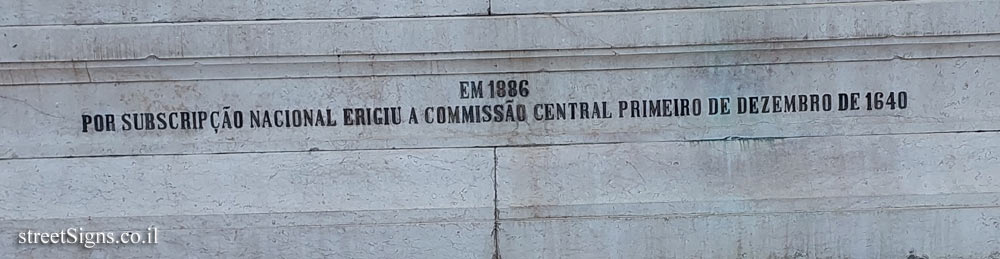 EM 1886
POR SUBSCRIPÇÃO NACIONAL ERIGIU A COMMISSÃO CENTRAL PRIMEIRO DE DEZEMBRO DE 1640
streetSigns.co.il